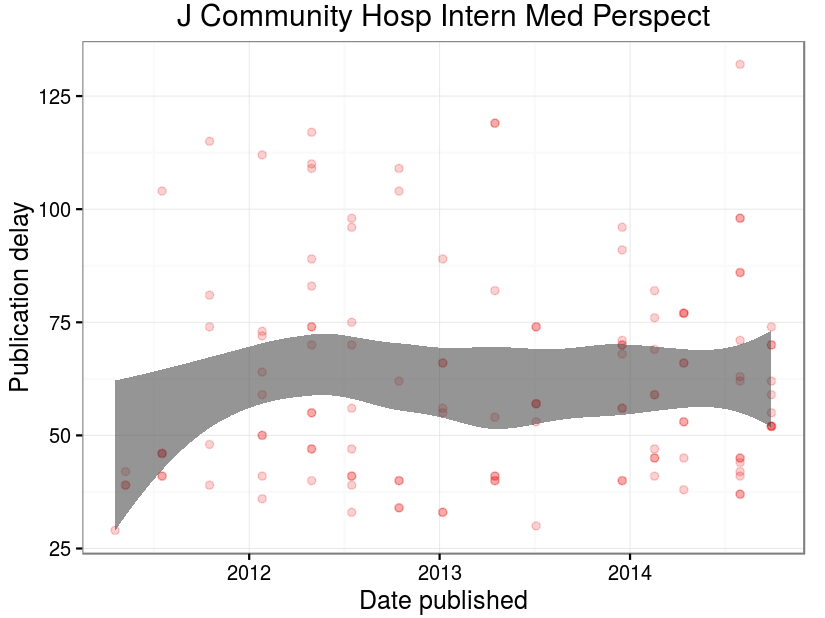 J Community Hosp Intern Med Perspect
Publication delay
125
100
75
50
25
2012 2013 2014
Date published